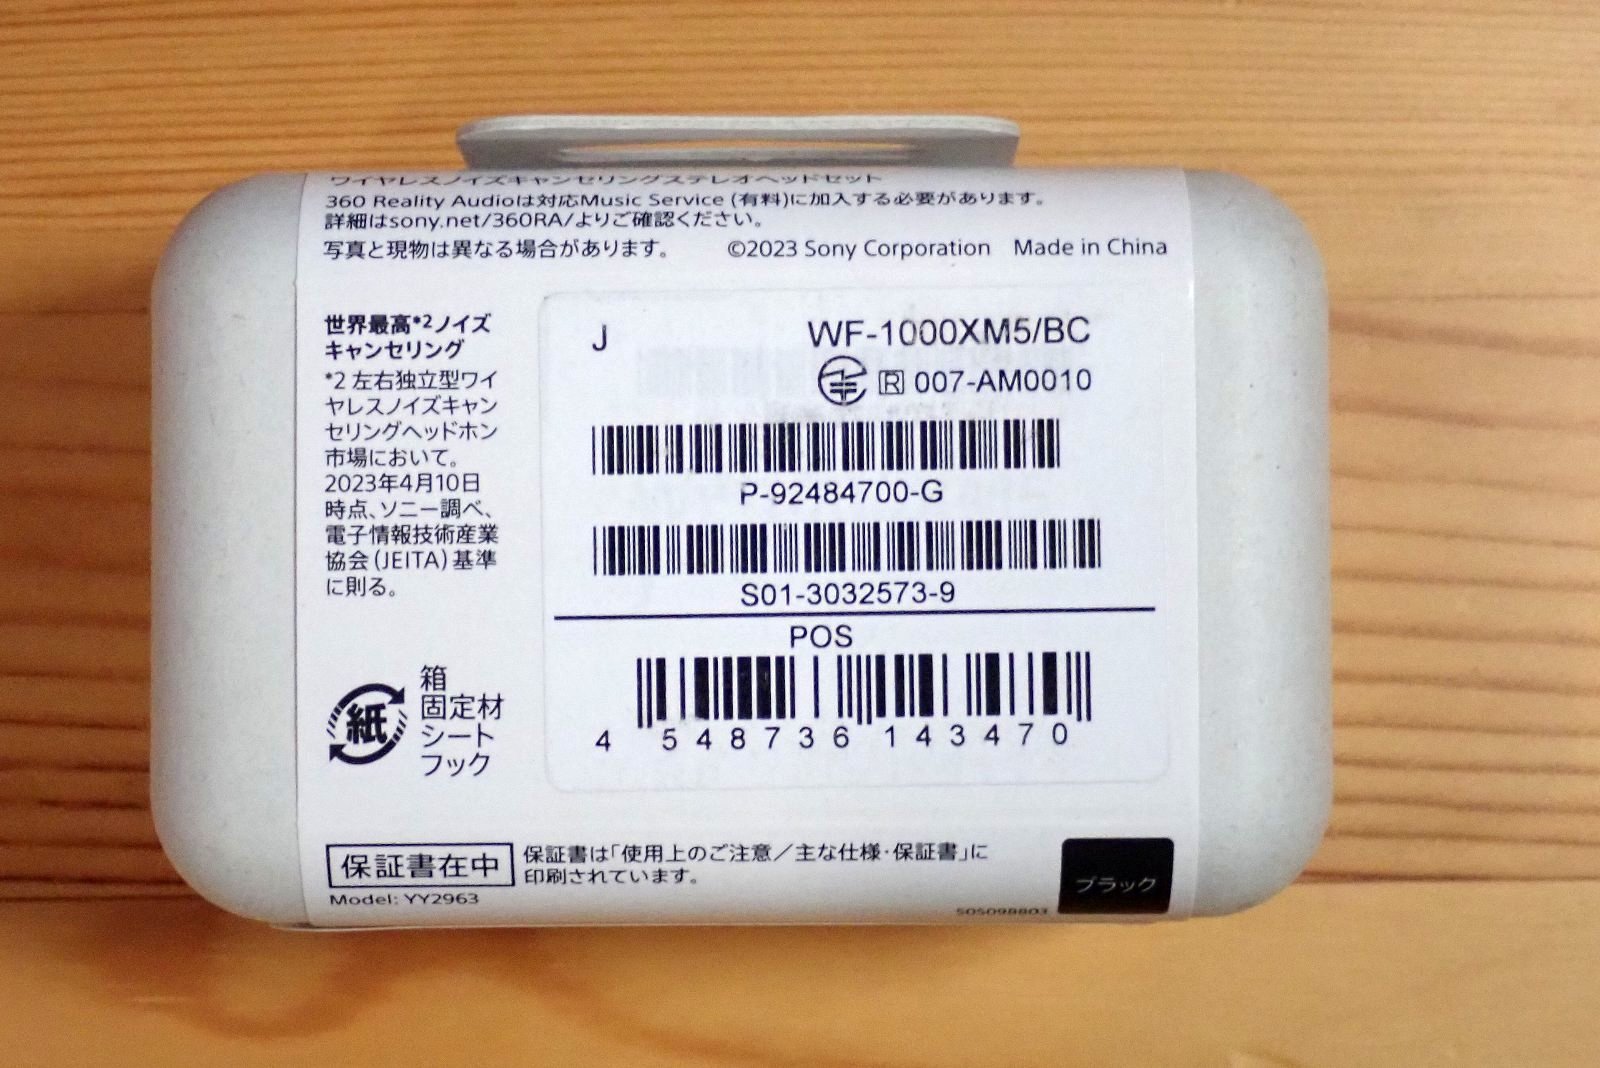 ワイヤレスノイズキャンセリングステレオヘッドセット
360 Reality Audioは対応Music Service (有料)に加入する必要があります。
詳細はsony.net/360RA/よりご確認ください。
写真と現物は異なる場合があります。 ©2023 Sony Corporation Made in China
世界最高*2ノイズ
キャンセリング
*2 左右独立型ワイ
ヤレスノイズキャン
セリングヘッドホン
市場において。
2023年4月10日
時点、ソニー調べ、
電子情報技術産業
協会(JEITA)基準
に則る。
紙
箱
固定材
シート
フック
J WF-1000XM5/BC
R 007-AM0010
P-92484700-G
S01-3032573-9
POS
4 548736 143470
保証書在中
保証書は「使用上のご注意／主な仕様・保証書」に
印刷されています。
Model: YY2963
505098803
ブラック